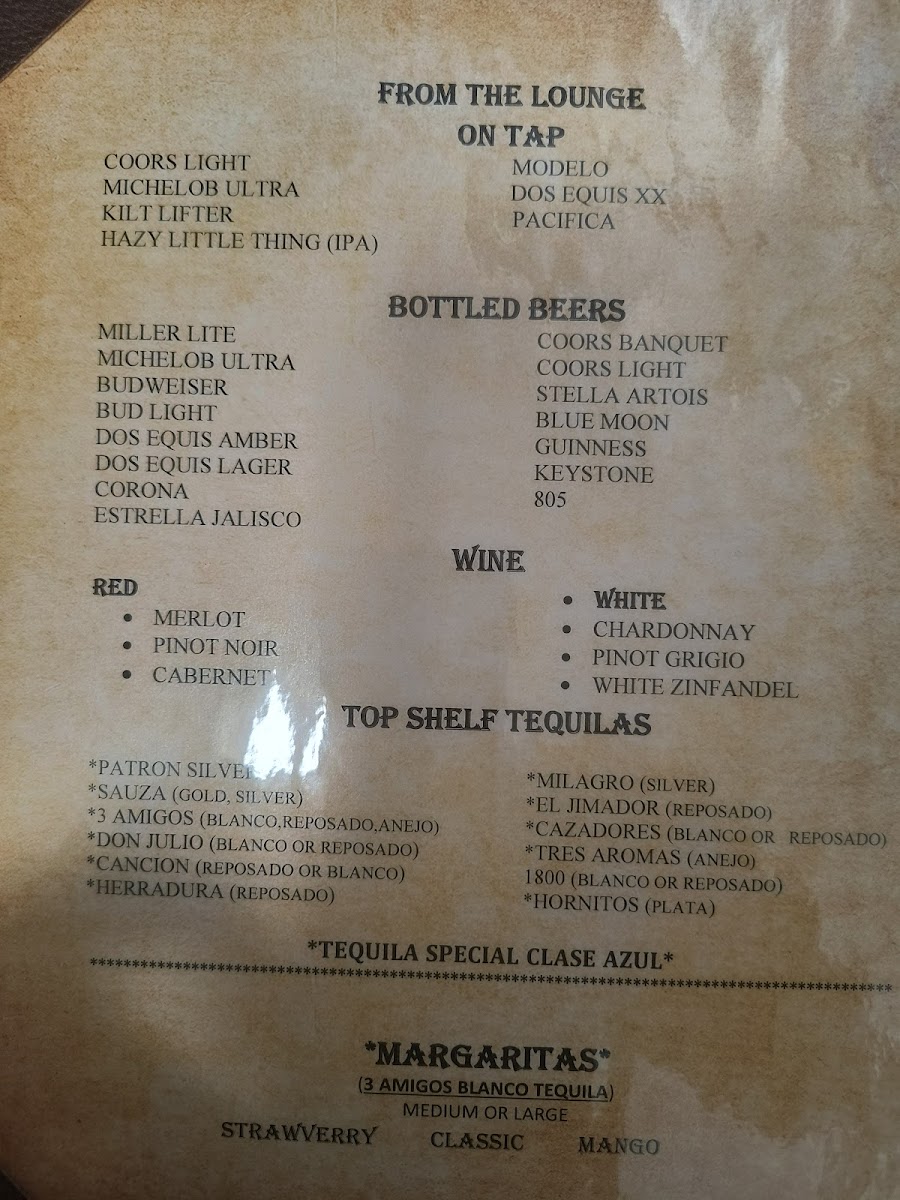 FROM THE LOUNGE
ON TAP
COORS LIGHT
MICHELOB ULTRA
KILT LIFTER
HAZY LITTLE THING (IPA)
MODELO
DOS EQUIS XX
PACIFICA
BOTTLED BEERS
MILLER LITE
MICHELOB ULTRA
BUDWEISER
BUD LIGHT
DOS EQUIS AMBER
DOS EQUIS LAGER
CORONA
ESTRELLA JALISCO
COORS BANQUET
COORS LIGHT
STELLA ARTOIS
BLUE MOON
GUINNESS
KEYSTONE
805
WINE
RED
• MERLOT
• PINOT NOIR
• CABERNET
• WHITE
• CHARDONNAY
• PINOT GRIGIO
• WHITE ZINFANDEL
TOP SHELF TEQUILAS
*PATRON SILVER
*SAUZA (GOLD, SILVER)
*3 AMIGOS (BLANCO,REPOSADO,ANEJO)
*DON JULIO (BLANCO OR REPOSADO)
*CANCION (REPOSADO OR BLANCO)
*HERRADURA (REPOSADO)
*MILAGRO (SILVER)
*EL JIMADOR (REPOSADO)
*CAZADORES (BLANCO OR REPOSADO)
*TRES AROMAS (ANEJO)
1800 (BLANCO OR REPOSADO)
*HORNITOS (PLATA)
*TEQUILA SPECIAL CLASE AZUL*
*********************************************************************************************
*MARGARITAS*
(3 AMIGOS BLANCO TEQUILA)
MEDIUM OR LARGE
STRAWVERRY CLASSIC MANGO